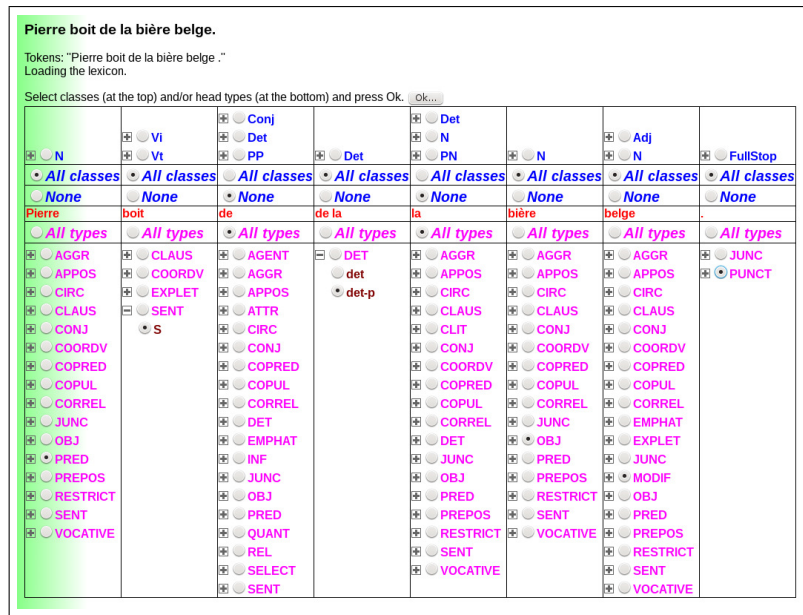 Pierre boit de la bière belge.
Tokens: "Pierre boit de la bière belge ."
Loading the lexicon.
Select classes (at the top) and/or head types (at the bottom) and press Ok. Ok...
Conj Det
Vi Det N Adj
N Vt PP Det PN N N FullStop
All classes All classes All classes All classes All classes All classes All classes All classes
None None None None None None None None
Pierre boit de de la la bière belge .
All types All types All types All types All types All types All types All types
AGGR CLAUS AGENT DET AGGR AGGR AGGR JUNC
APPOS COORDV AGGR det APPOS APPOS APPOS PUNCT
CIRC EXPLET APPOS det-p CIRC CIRC CIRC
CLAUS SENT ATTR CLAUS CLAUS CLAUS
CONJ S CIRC CLIT CONJ CONJ
COORDV CONJ CONJ COORDV COORDV
COPRED COPRED COORDV COPRED COPRED
COPUL COPUL COPRED COPUL COPUL
CORREL CORREL COPUL CORREL CORREL
JUNC DET CORREL JUNC EMPHAT
OBJ EMPHAT DET OBJ EXPLET
PRED INF JUNC PRED JUNC
PREPOS JUNC OBJ PREPOS MODIF
RESTRICT OBJ PRED RESTRICT OBJ
SENT PRED PREPOS SENT PRED
VOCATIVE QUANT RESTRICT VOCATIVE PREPOS
REL SENT RESTRICT
SELECT VOCATIVE SENT
SENT VOCATIVE